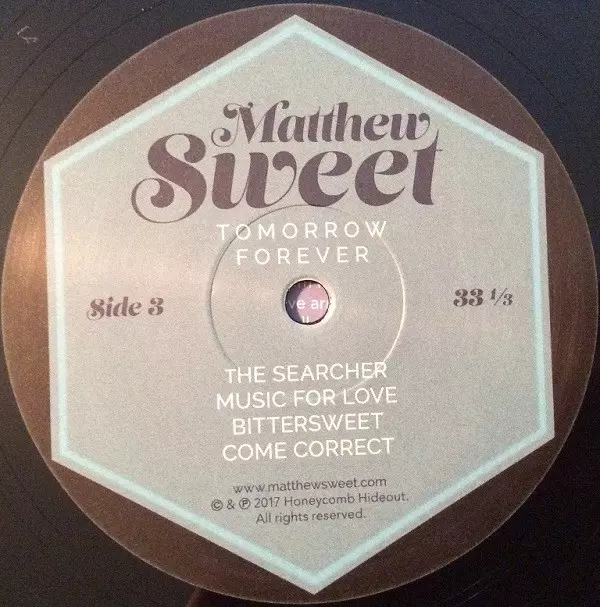 Matthew
Sweet
TOMORROW
FOREVER
Side 3
33 1/3
THE SEARCHER
MUSIC FOR LOVE
BITTERSWEET
COME CORRECT
www.matthewsweet.com
© & ℗ 2017 Honeycomb Hideout.
All rights reserved.